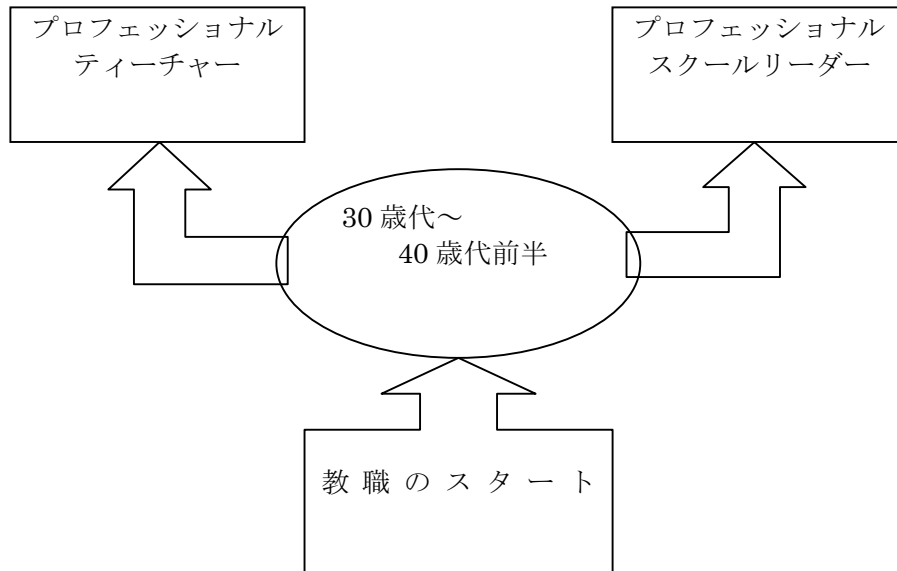 プロフェッショナル
ティーチャー
プロフェッショナル
スクールリーダー
30 歳代～
40 歳代前半
教 職 の ス タ ー ト